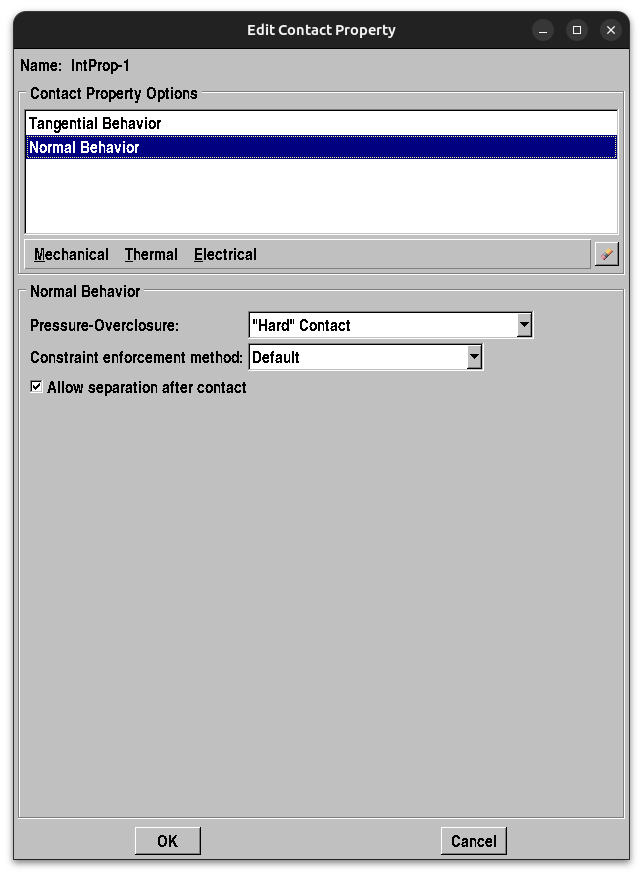 Edit Contact Property
Name: IntProp-1
Contact Property Options
Tangential Behavior
Normal Behavior
Mechanical Thermal Electrical
Normal Behavior
Pressure-Overclosure: "Hard" Contact
Constraint enforcement method: Default
Allow separation after contact
OK Cancel